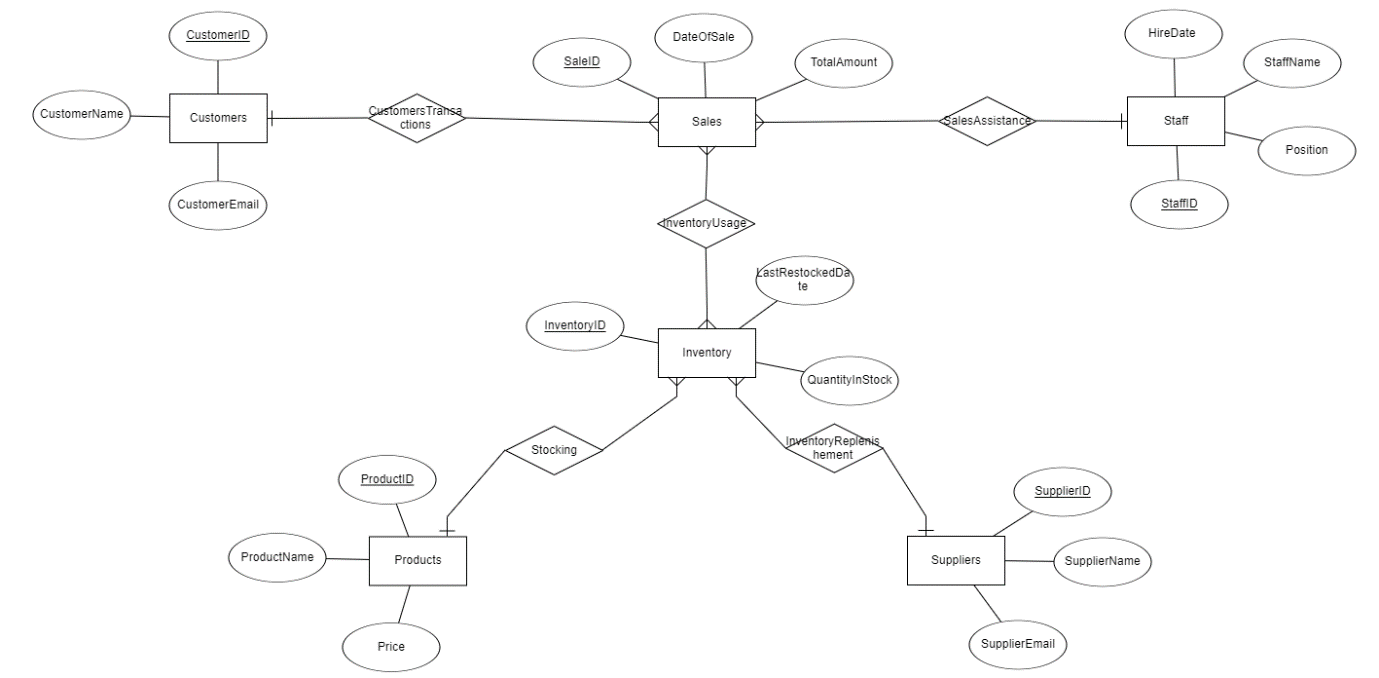 CustomerID
DateOfSale
HireDate
SaleID
TotalAmount
StaffName
CustomerName
Customers
CustomersTransa
ctions
Sales
SalesAssistance
Staff
Position
CustomerEmail
StaffID
InventoryUsage
LastRestockedDa
te
InventoryID
Inventory
QuantityInStock
Stocking
InventoryReplenis
hement
ProductID
SupplierID
ProductName
Products
Suppliers
SupplierName
Price
SupplierEmail